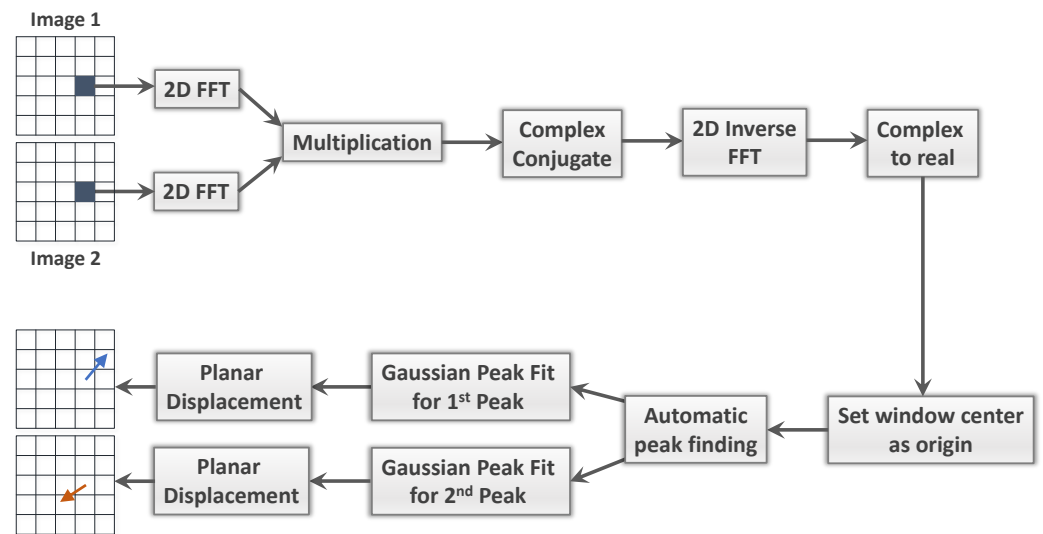 Image 1
2D FFT
2D FFT
Image 2
Multiplication
Complex
Conjugate
2D Inverse
FFT
Complex
to real
Set window center
as origin
Automatic
peak finding
Gaussian Peak Fit
for 1st Peak
Planar
Displacement
Gaussian Peak Fit
for 2nd Peak
Planar
Displacement